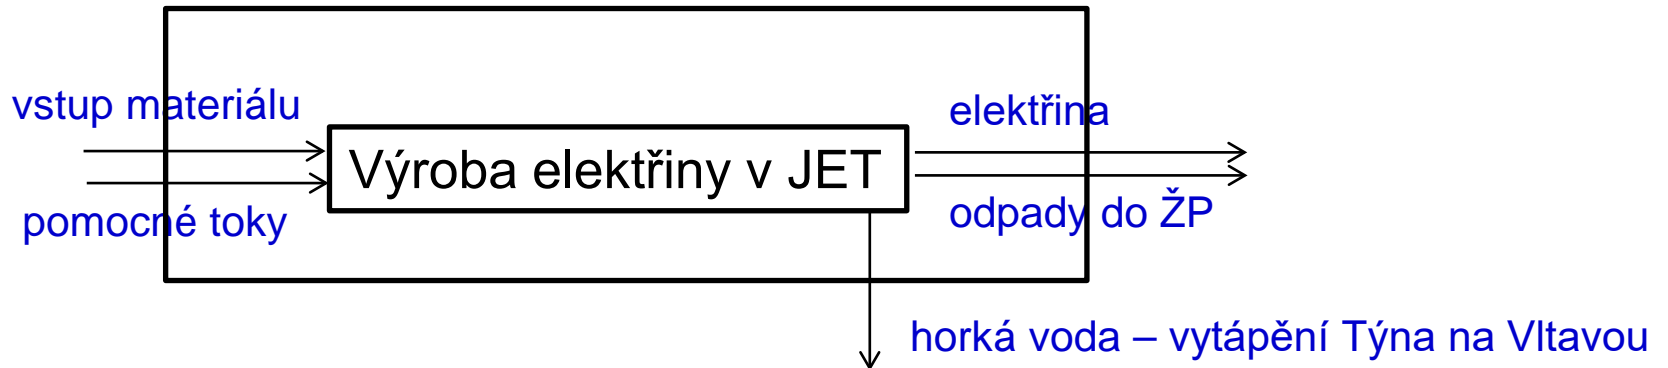 vstup materiálu
elektřina
Výroba elektřiny v JET
pomocné toky
odpady do ŽP
horká voda – vytápění Týna na Vltavou